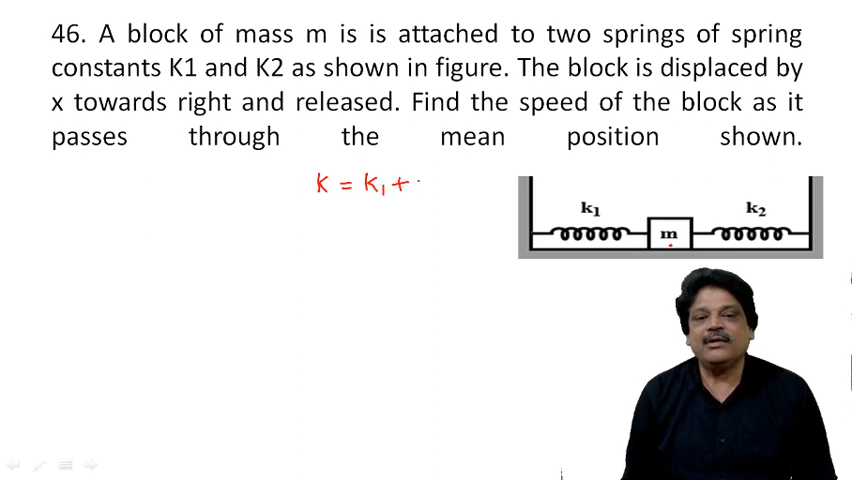 46. A block of mass m is is attached to two springs of spring
constants K1 and K2 as shown in figure. The block is displaced by
x towards right and released. Find the speed of the block as it
passes through the mean position shown.
K = K₁ +
k₁
k₂
m